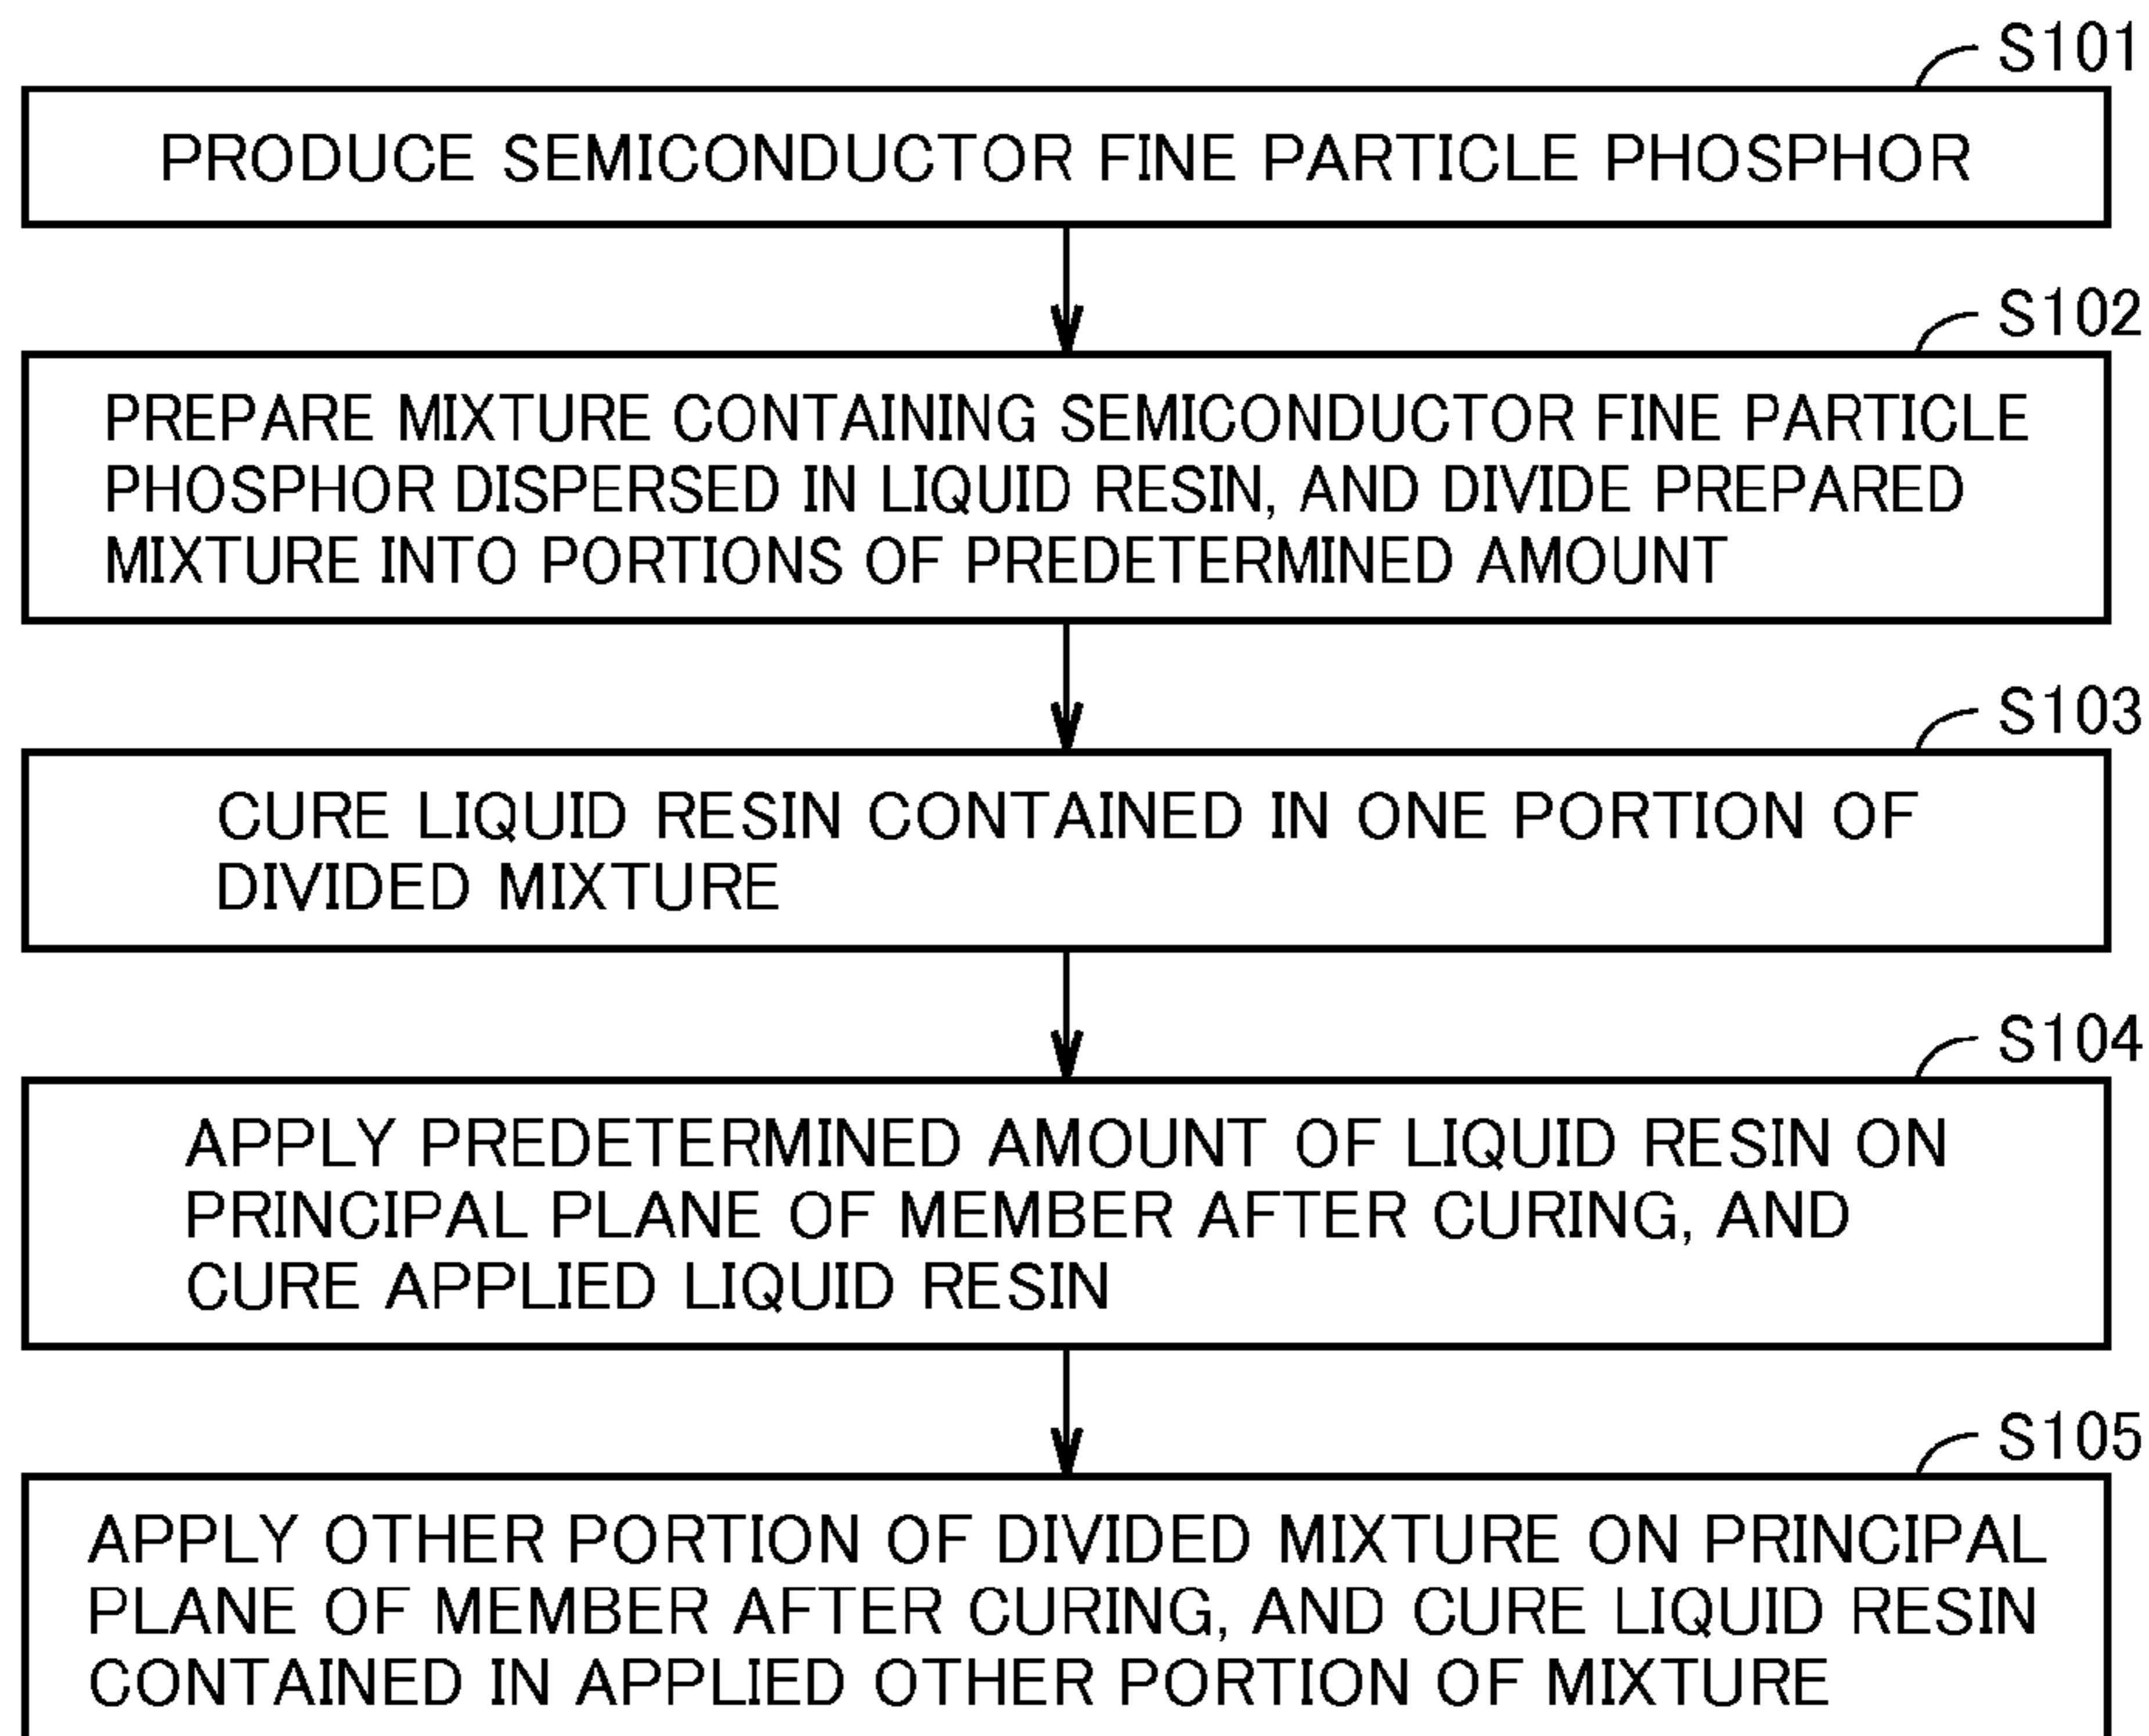 S101
PRODUCE SEMICONDUCTOR FINE PARTICLE PHOSPHOR
S102
PREPARE MIXTURE CONTAINING SEMICONDUCTOR FINE PARTICLE
PHOSPHOR DISPERSED IN LIQUID RESIN, AND DIVIDE PREPARED
MIXTURE INTO PORTIONS OF PREDETERMINED AMOUNT
S103
CURE LIQUID RESIN CONTAINED IN ONE PORTION OF
DIVIDED MIXTURE
S104
APPLY PREDETERMINED AMOUNT OF LIQUID RESIN ON
PRINCIPAL PLANE OF MEMBER AFTER CURING, AND
CURE APPLIED LIQUID RESIN
S105
APPLY OTHER PORTION OF DIVIDED MIXTURE ON PRINCIPAL
PLANE OF MEMBER AFTER CURING, AND CURE LIQUID RESIN
CONTAINED IN APPLIED OTHER PORTION OF MIXTURE